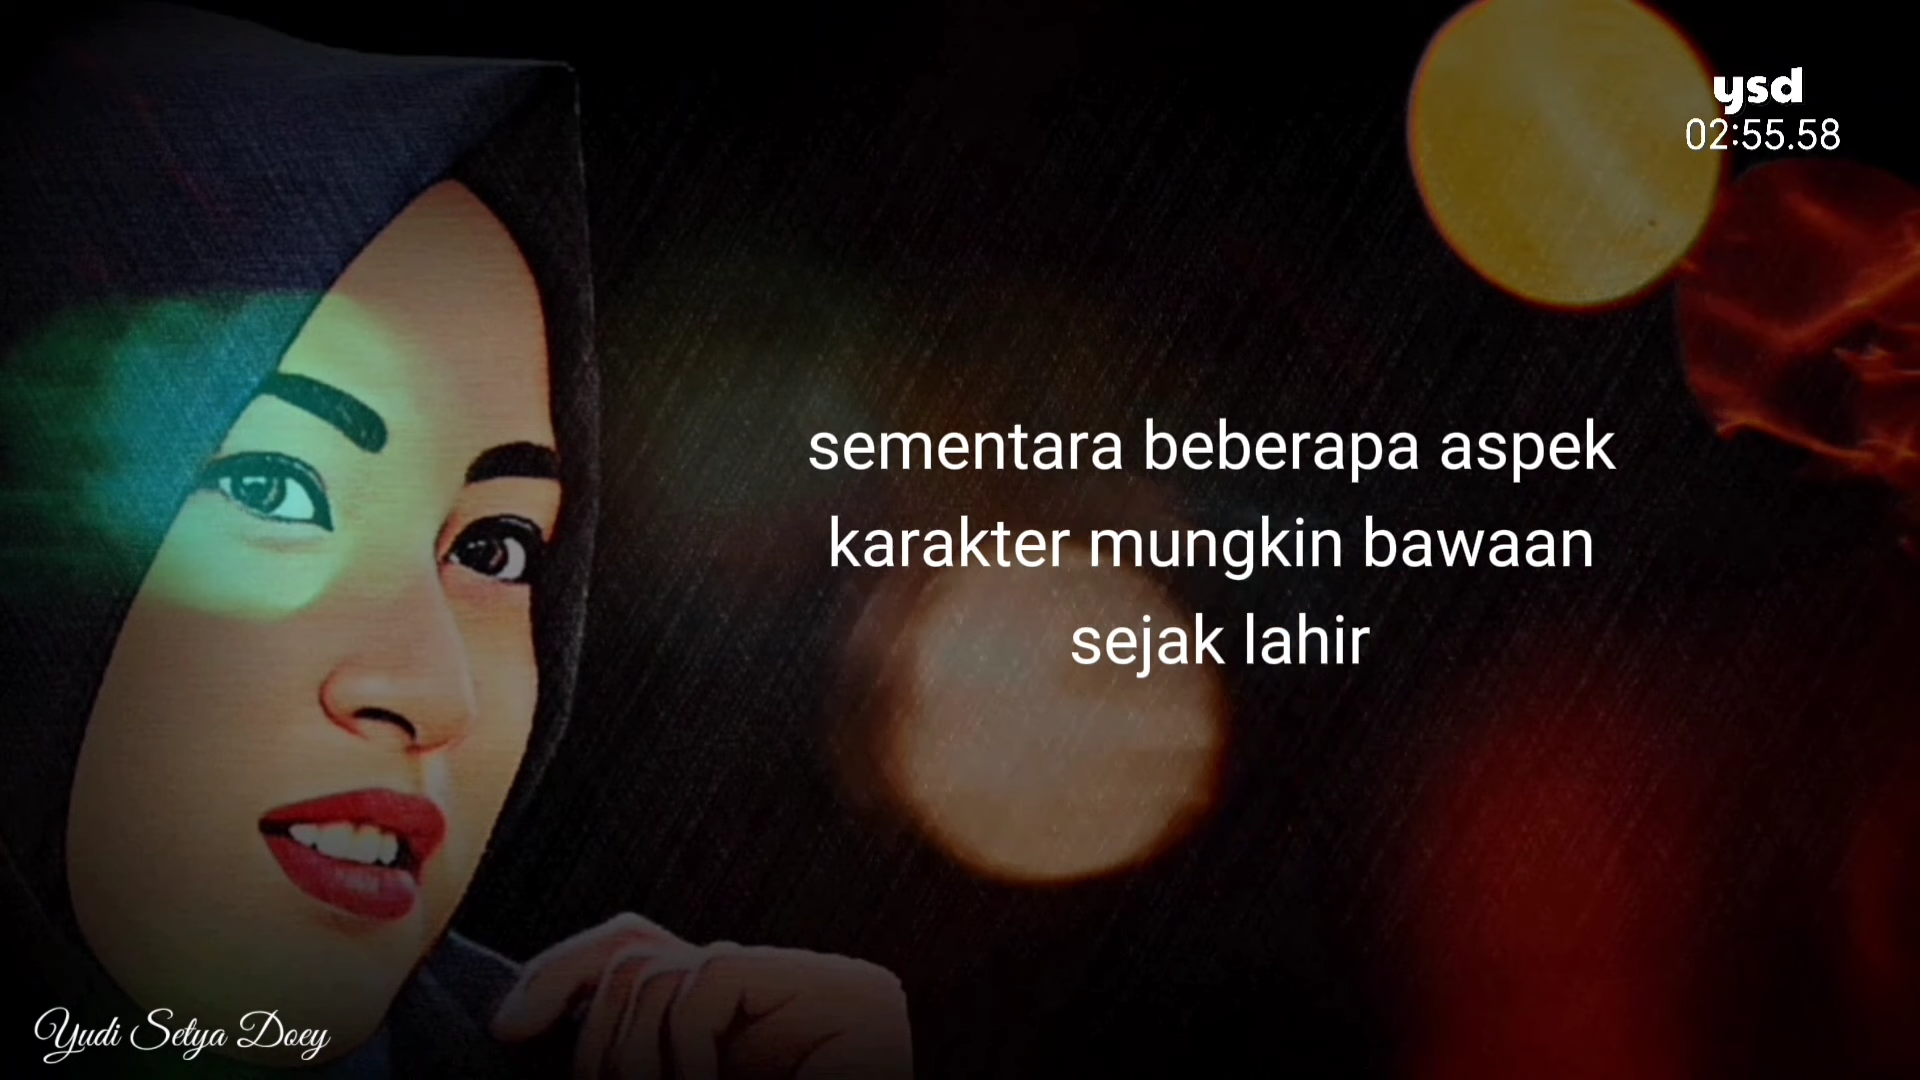 ysd
02:55.58
sementara beberapa aspek
karakter mungkin bawaan
sejak lahir
Yudi Setya Doey